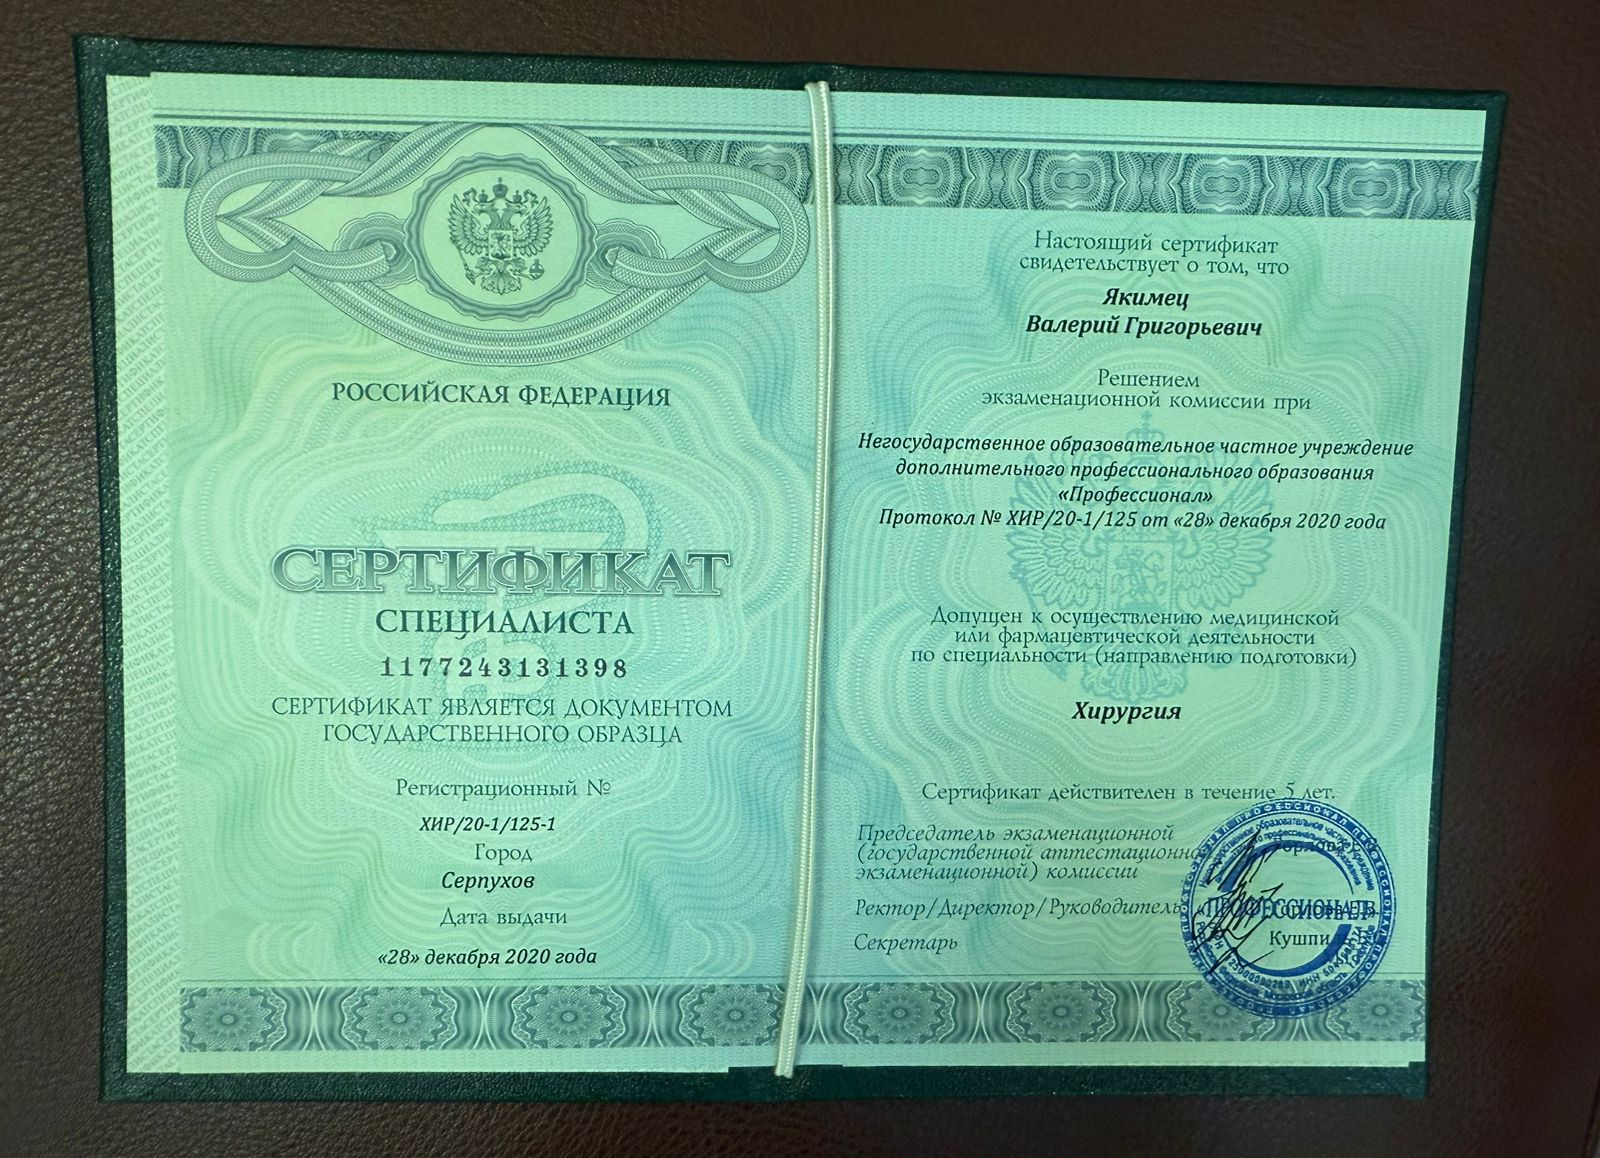 РОССИЙСКАЯ ФЕДЕРАЦИЯ
СЕРТИФИКАТ
СПЕЦИАЛИСТА
1177243131398
СЕРТИФИКАТ ЯВЛЯЕТСЯ ДОКУМЕНТОМ
ГОСУДАРСТВЕННОГО ОБРАЗЦА
Регистрационный №
ХИР/20-1/125-1
Город
Серпухов
Дата выдачи
«28» декабря 2020 года
Настоящий сертификат
свидетельствует о том, что
Якимец
Валерий Григорьевич
Решением
экзаменационной комиссии при
Негосударственное образовательное частное учреждение
дополнительного профессионального образования
«Профессионал»
Протокол № ХИР/20-1/125 от «28» декабря 2020 года
Допущен к осуществлению медицинской
или фармацевтической деятельности
по специальности (направлению подготовки)
Хирургия
Сертификат действителен в течение 5 лет.
Председатель экзаменационной
(государственной аттестационной
экзаменационной) комиссии
Ректор/Директор/Руководитель
Секретарь
«ПРОФЕССИОНАЛ»